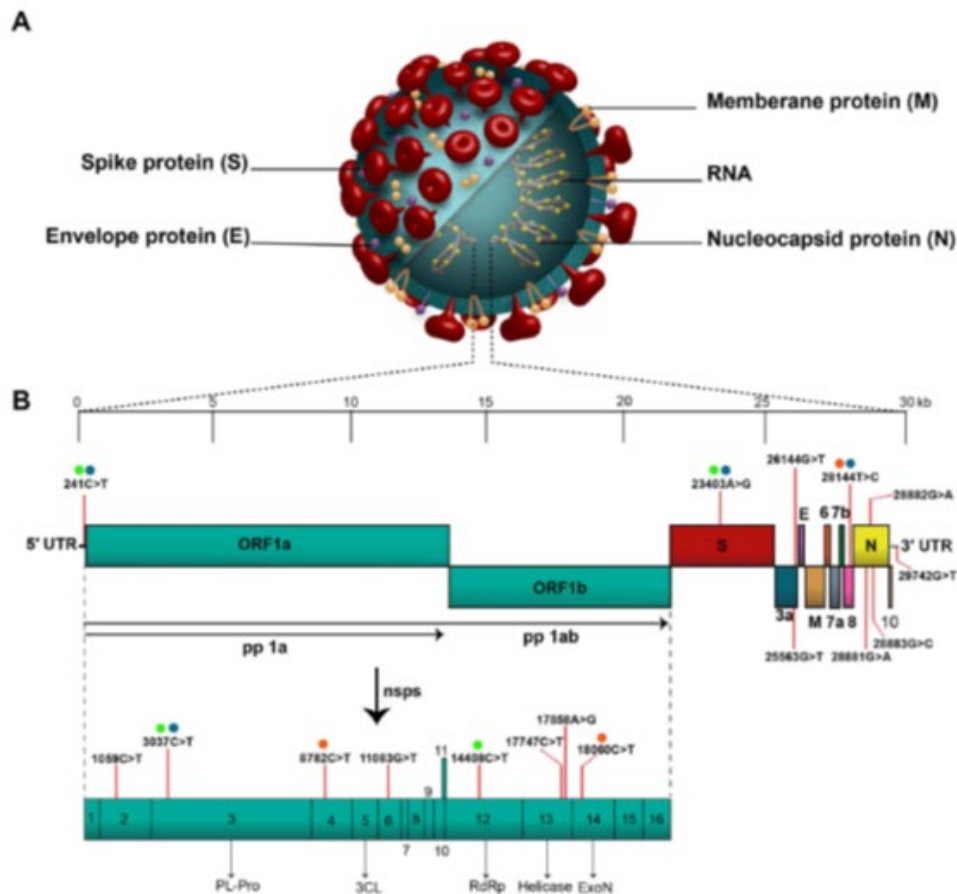 A
Memberane protein (M)
Spike protein (S)
RNA
Envelope protein (E)
Nucleocapsid protein (N)
B
0 5 10 15 20 25 30 kb
241C>T
23403A>G
26144G>T
28144T>C
28882G>A
E 6 7b
5' UTR ORF1a S N 3' UTR
29742G>T
ORF1b
3a M 7a 8 10
28883G>C
pp 1a pp 1ab
25563G>T 28881G>A
nsps
17858A>G
3037C>T 17747C>T 18060C>T
1059C>T 8782C>T 11083G>T 11 14408C>T
9
1 2 3 4 5 6 8 12 13 14 15 16
7 10
PL-Pro 3CL RdRp Helicase ExoN